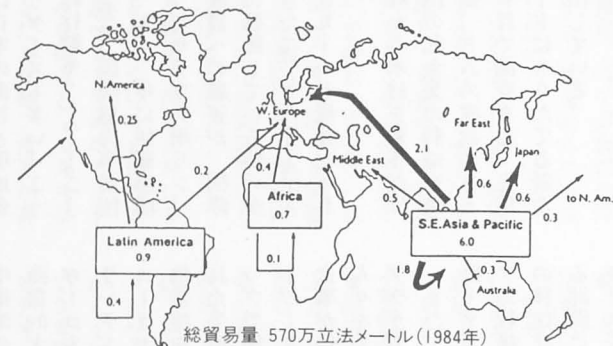 N. America
0.25
W. Europe
0.2
0.4
Africa
0.7
0.1
Latin America
0.9
0.4
2.1
Middle East
0.5
Far East
0.6
Japan
0.6
0.3
to N. Am.
S.E.Asia & Pacific
6.0
1.8
0.3
Australia
総貿易量 570万立法メートル(1984年)